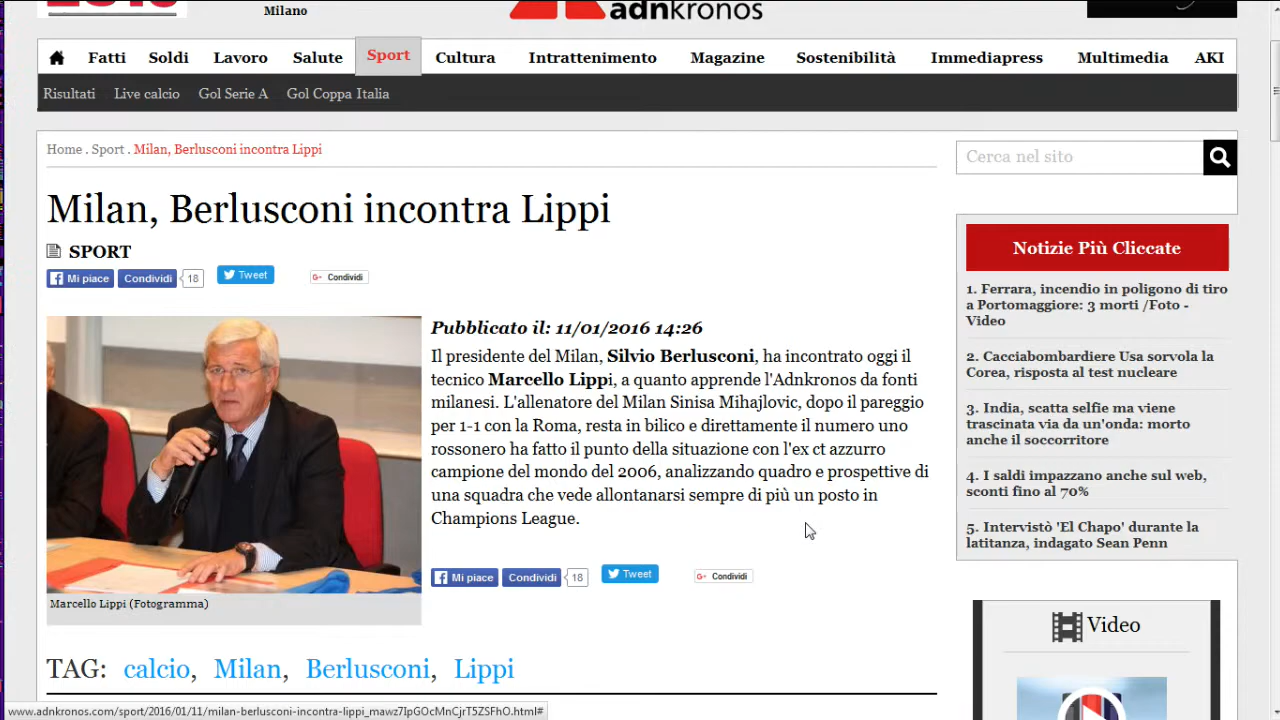 Milano
adnkronos
Fatti Soldi Lavoro Salute Sport Cultura Intrattenimento Magazine Sostenibilità Immediapress Multimedia AKI
Risultati Live calcio Gol Serie A Gol Coppa Italia
Home . Sport . Milan, Berlusconi incontra Lippi
Cerca nel sito
Milan, Berlusconi incontra Lippi
SPORT
Mi piace Condividi 18 Tweet G+ Condividi
Pubblicato il: 11/01/2016 14:26
Il presidente del Milan, Silvio Berlusconi, ha incontrato oggi il
tecnico Marcello Lippi, a quanto apprende l'Adnkronos da fonti
milanesi. L'allenatore del Milan Sinisa Mihajlovic, dopo il pareggio
per 1-1 con la Roma, resta in bilico e direttamente il numero uno
rossonero ha fatto il punto della situazione con l'ex ct azzurro
campione del mondo del 2006, analizzando quadro e prospettive di
una squadra che vede allontanarsi sempre di più un posto in
Champions League.
Mi piace Condividi 18 Tweet G+ Condividi
Marcello Lippi (Fotogramma)
TAG: calcio, Milan, Berlusconi, Lippi
Notizie Più Cliccate
1. Ferrara, incendio in poligono di tiro
a Portomaggiore: 3 morti /Foto -
Video
2. Cacciabombardiere Usa sorvola la
Corea, risposta al test nucleare
3. India, scatta selfie ma viene
trascinata via da un'onda: morto
anche il soccorritore
4. I saldi impazzano anche sul web,
sconti fino al 70%
5. Intervistò 'El Chapo' durante la
latitanza, indagato Sean Penn
Video
www.adnkronos.com/sport/2016/01/11/milan-berlusconi-incontra-lippi_mawz7IpGOcMnCjrT5ZSFhO.html#